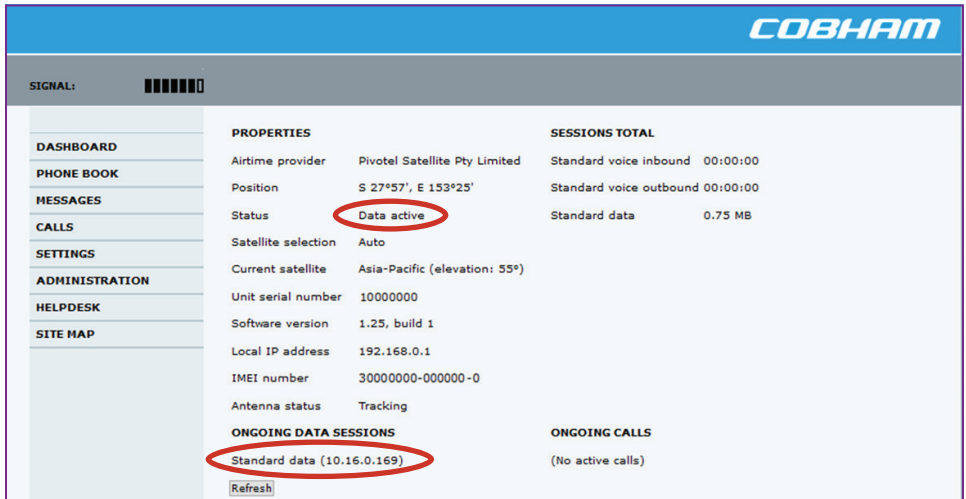 COBHAM
SIGNAL:
DASHBOARD
PHONE BOOK
MESSAGES
CALLS
SETTINGS
ADMINISTRATION
HELPDESK
SITE MAP
PROPERTIES
Airtime provider Pivotel Satellite Pty Limited
Position S 27°57', E 153°25'
Status Data active
Satellite selection Auto
Current satellite Asia-Pacific (elevation: 55°)
Unit serial number 10000000
Software version 1.25, build 1
Local IP address 192.168.0.1
IMEI number 30000000-000000-0
Antenna status Tracking
ONGOING DATA SESSIONS
Standard data (10.16.0.169)
Refresh
SESSIONS TOTAL
Standard voice inbound 00:00:00
Standard voice outbound 00:00:00
Standard data 0.75 MB
ONGOING CALLS
(No active calls)